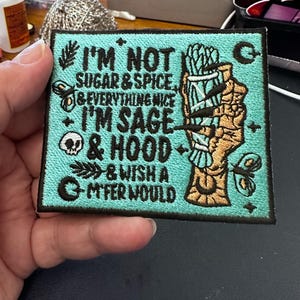 I'M NOT
SUGAR & SPICE
& EVERYTHING NICE
I'M SAGE
& HOOD
& WISH A
M*FER WOULD